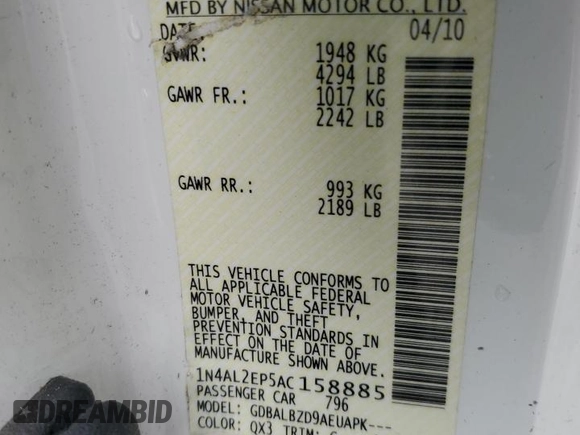 MFD BY NISSAN MOTOR CO., LTD.
DATE: 04/10
GVWR: 1948 KG
4294 LB
GAWR FR.: 1017 KG
2242 LB
GAWR RR.: 993 KG
2189 LB
THIS VEHICLE CONFORMS TO
ALL APPLICABLE FEDERAL
MOTOR VEHICLE SAFETY,
BUMPER, AND THEFT
PREVENTION STANDARDS IN
EFFECT ON THE DATE OF
MANUFACTURE SHOWN ABOVE.
1N4AL2EP5AC158885
PASSENGER CAR 796
MODEL: GDBALBZD9AEUAPK---
COLOR: QX3 TRIM: G
DREAMBID